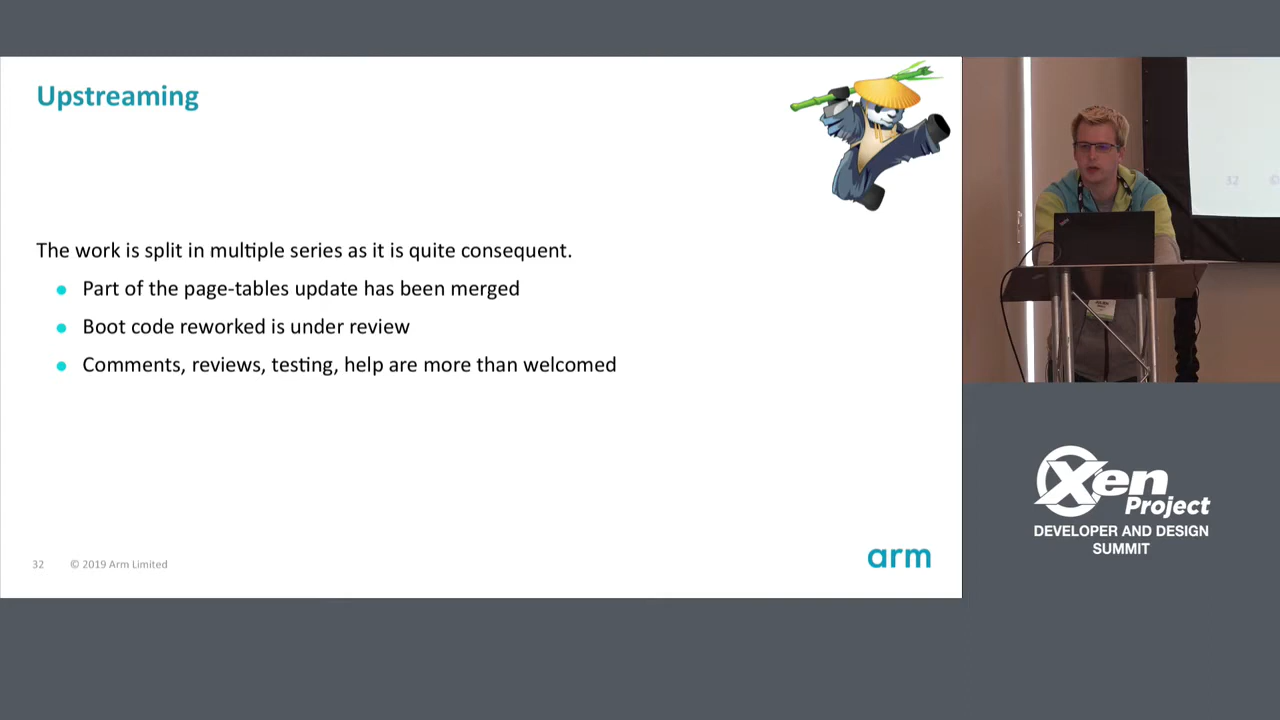 Upstreaming
The work is split in multiple series as it is quite consequent.
Part of the page-tables update has been merged
Boot code reworked is under review
Comments, reviews, testing, help are more than welcomed
32
© 2019 Arm Limited
arm
32 ©
Xen
Project
DEVELOPER AND DESIGN
SUMMIT